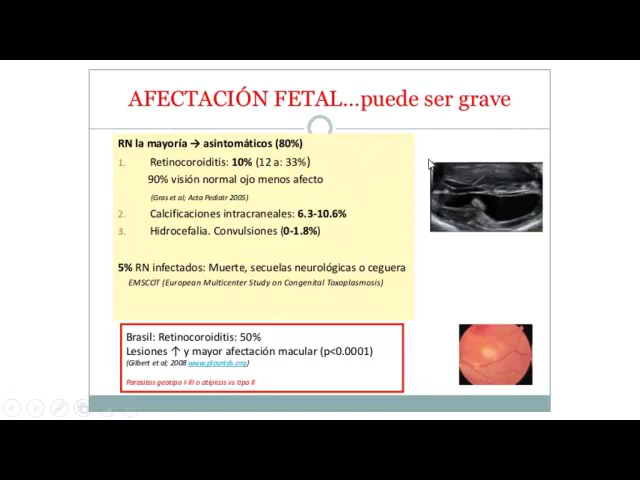 AFECTACIÓN FETAL...puede ser grave
RN la mayoría → asintomáticos (80%)
1. Retinocoroiditis: 10% (12 a: 33%)
90% visión normal ojo menos afecto
(Gras et al; Acta Pediatr 2005)
2. Calcificaciones intracraneales: 6.3-10.6%
3. Hidrocefalia. Convulsiones (0-1.8%)
5% RN infectados: Muerte, secuelas neurológicas o ceguera
EMSCOT (European Multicenter Study on Congenital Toxoplasmosis)
Brasil: Retinocoroiditis: 50%
Lesiones ↑ y mayor afectación macular (p<0.0001)
(Gilbert et al; 2008 www.plosntds.org)
Parasitos geotipo I-III o atípicos vs tipo II